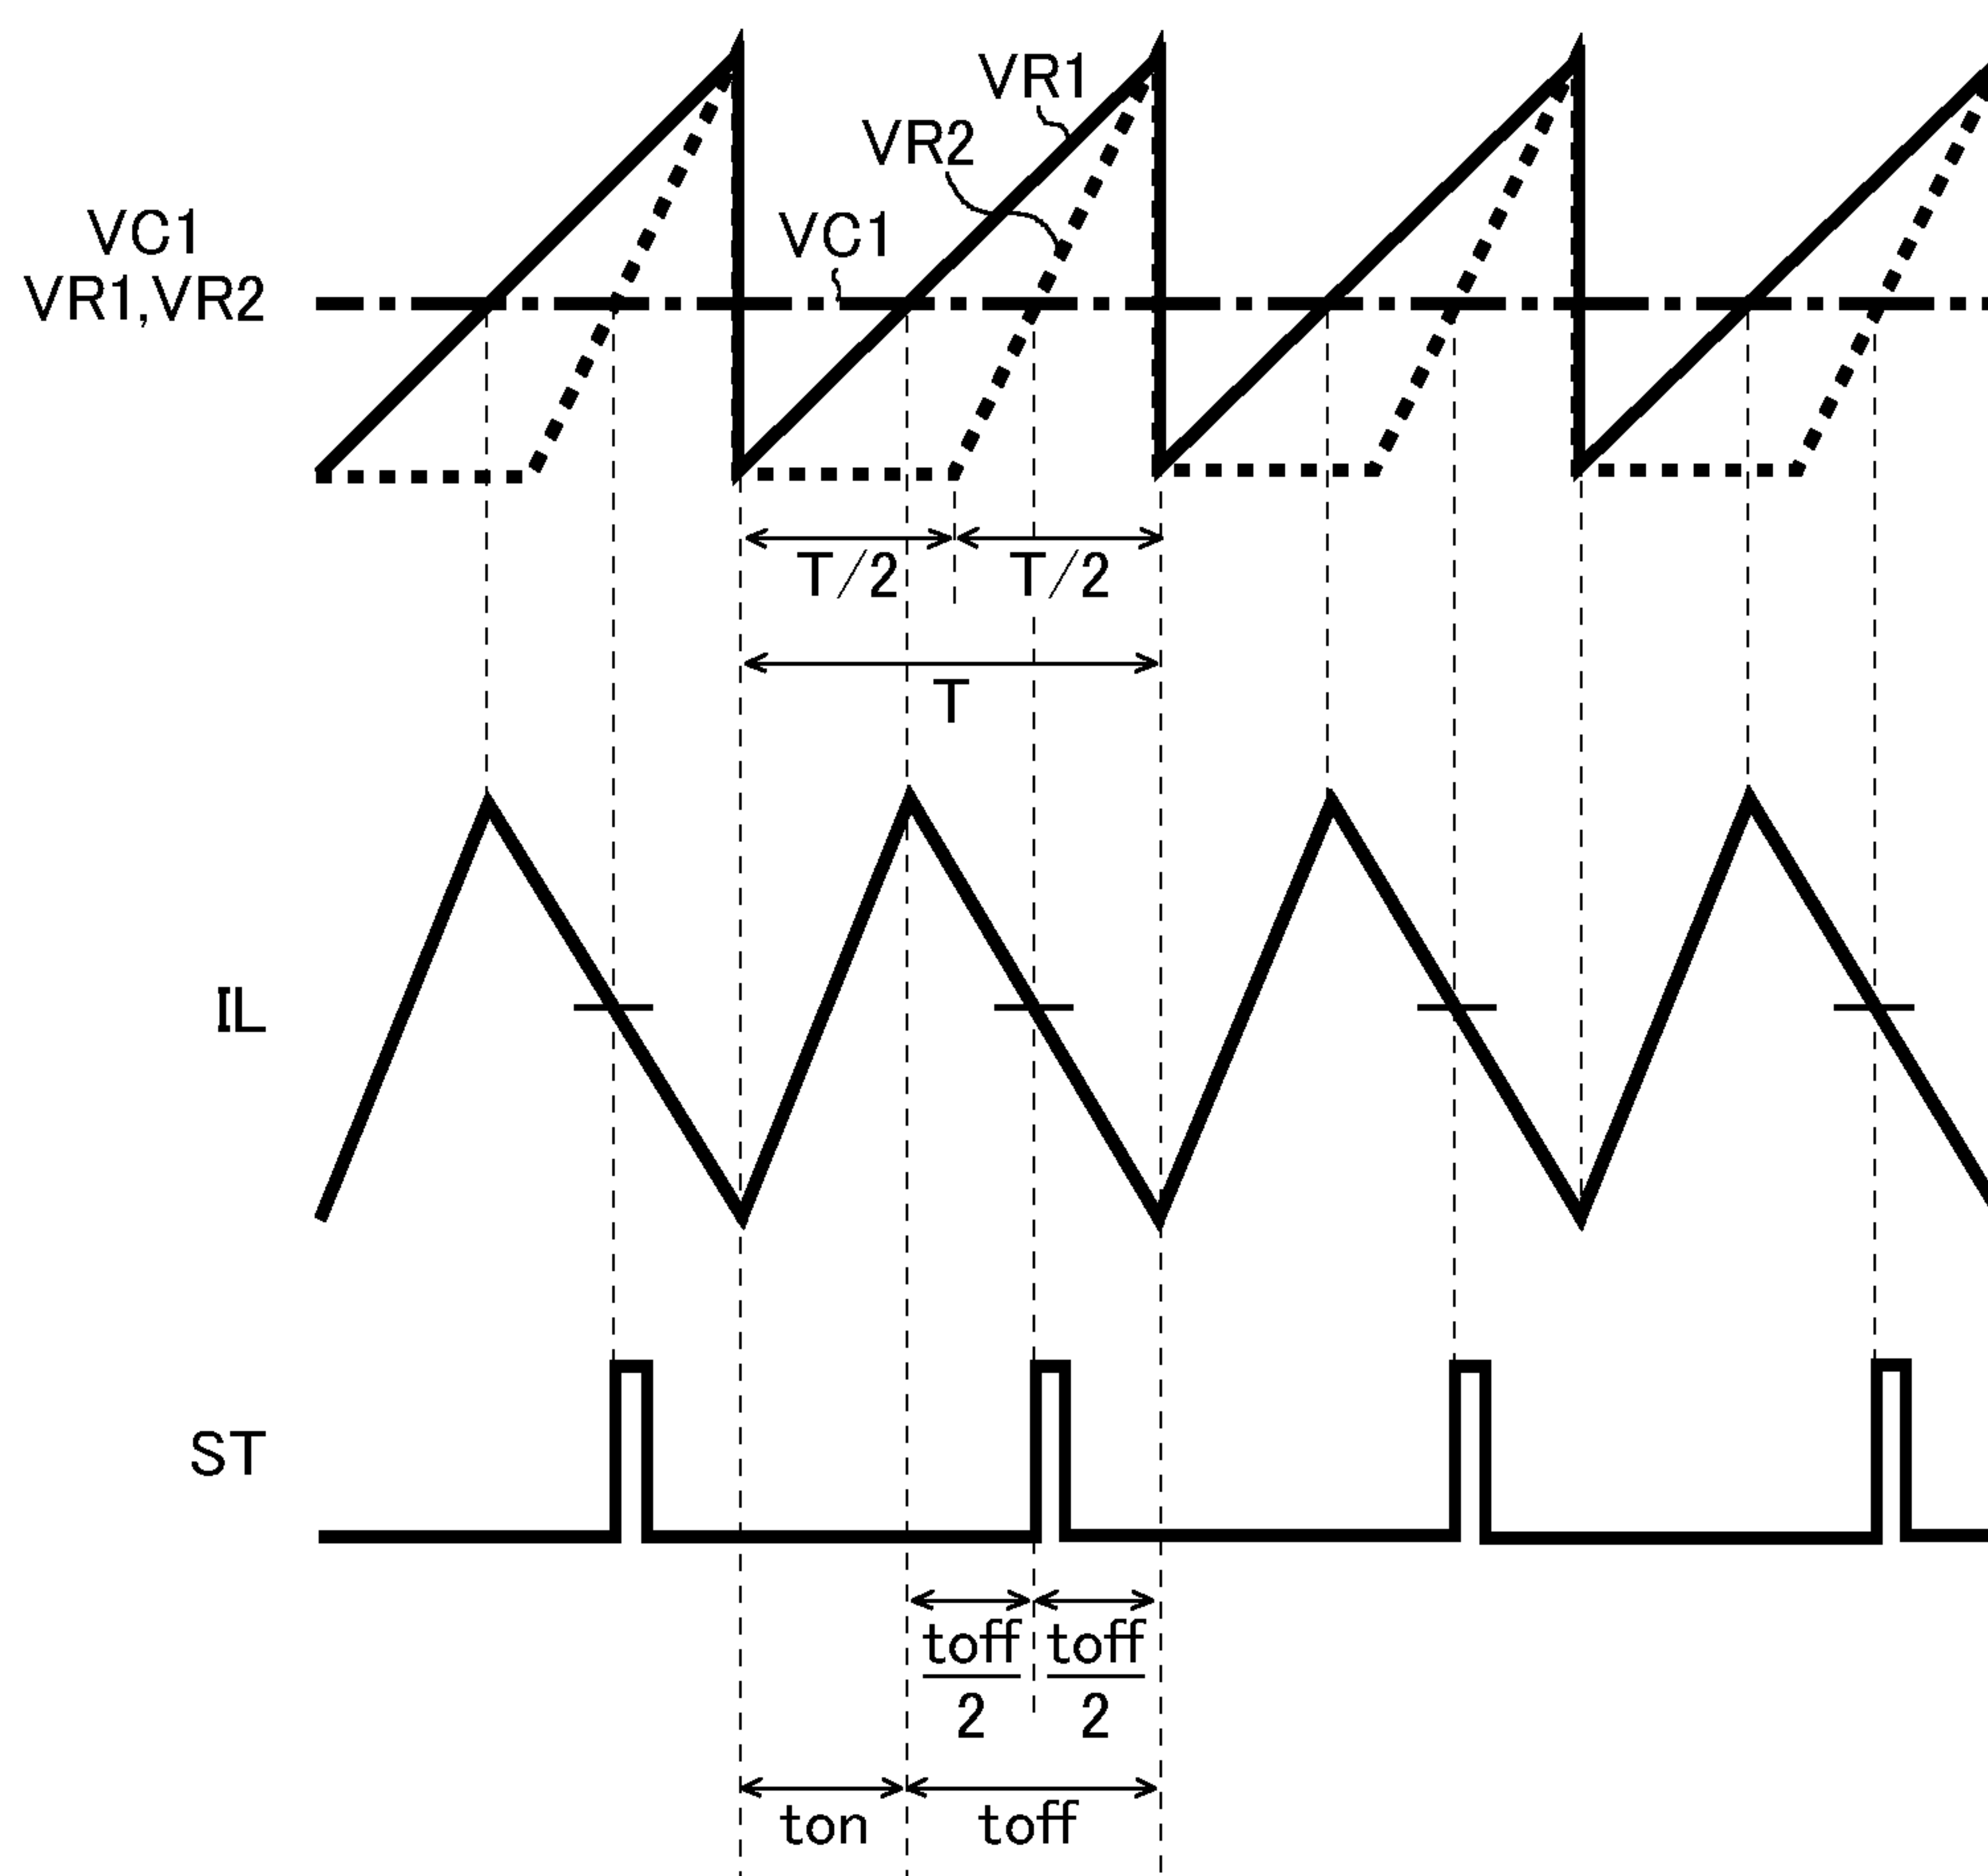 VR1
VR2
VC1
VR1,VR2
VC1
T/2
T/2
T
IL
ST
toff
2
toff
2
ton
toff